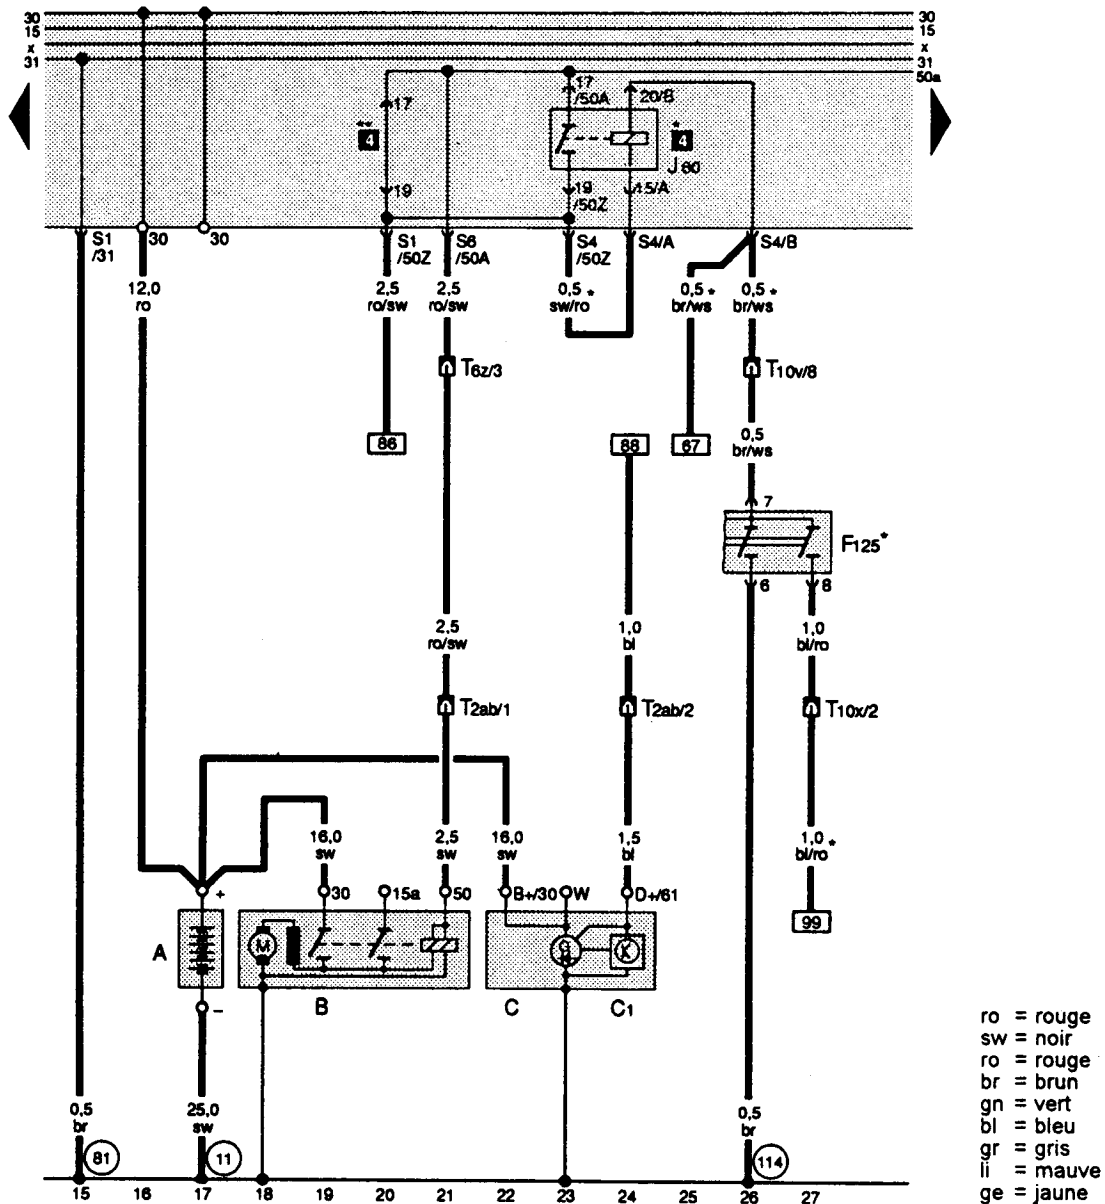 30 30
15 15
x x
31 31
50a
17 17 20/B
/50A
** *
4 4
J 60
19 19 15/A
/50Z
S1 30 30 S1 S6 S4 S4/A S4/B
/31 /50Z /50A /50Z
12,0 2,5 2,5 0,5 0,5 0,5
ro ro/sw ro/sw sw/ro* br/ws* br/ws*
T6z/3 T10v/8
86 88 67 0,5
br/ws
7
F125*
6 8
2,5 1,0 1,0
ro/sw bl bl/ro
T2ab/1 T2ab/2 T10x/2
16,0 2,5 16,0 1,5 1,0
sw sw sw bl bl/ro*
+ 30 15a 50 B+/30 W D+/61
99
M G
A
B C C1
−
0,5 25,0 0,5
br sw br
81 11 114
15 16 17 18 19 20 21 22 23 24 25 26 27
ro = rouge
sw = noir
ro = rouge
br = brun
gn = vert
bl = bleu
gr = gris
li = mauve
ge = jaune